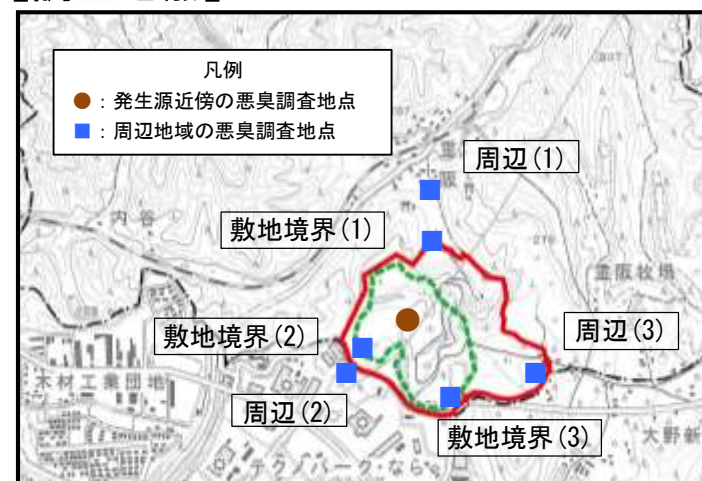 凡例
●：発生源近傍の悪臭調査地点
■：周辺地域の悪臭調査地点
周辺(1)
敷地境界(1)
内谷
敷地境界(2)
周辺(3)
木材工業団地
周辺(2)
敷地境界(3)
大野新
テクノパーク・なら